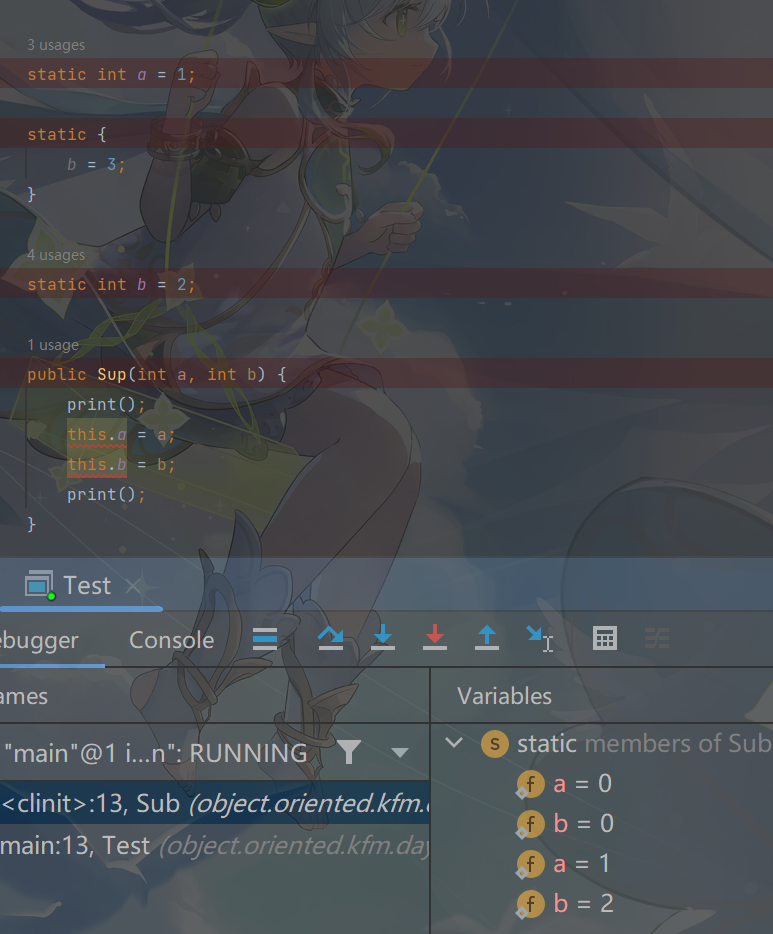 3 usages
static int a = 1;
static {
b = 3;
}
4 usages
static int b = 2;
1 usage
public Sup(int a, int b) {
print();
this.a = a;
this.b = b;
print();
}
Test
ebugger Console
ames Variables
"main"@1 i...n": RUNNING
static members of Sub
<clinit>:13, Sub (object.oriented.kfm.
a = 0
main:13, Test (object.oriented.kfm.day
b = 0
a = 1
b = 2